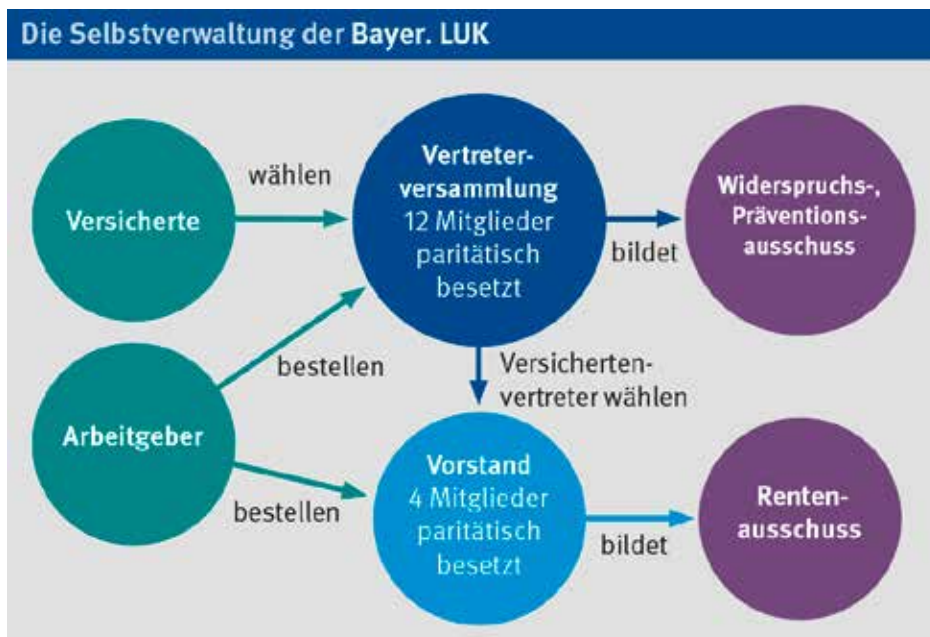 Die Selbstverwaltung der Bayer. LUK
Versicherte
wählen
Vertreter-
versammlung
12 Mitglieder
paritätisch
besetzt
bildet
Widerspruchs-,
Präventions-
ausschuss
Arbeitgeber
bestellen
bestellen
Versicherten-
vertreter wählen
Vorstand
4 Mitglieder
paritätisch
besetzt
bildet
Renten-
ausschuss